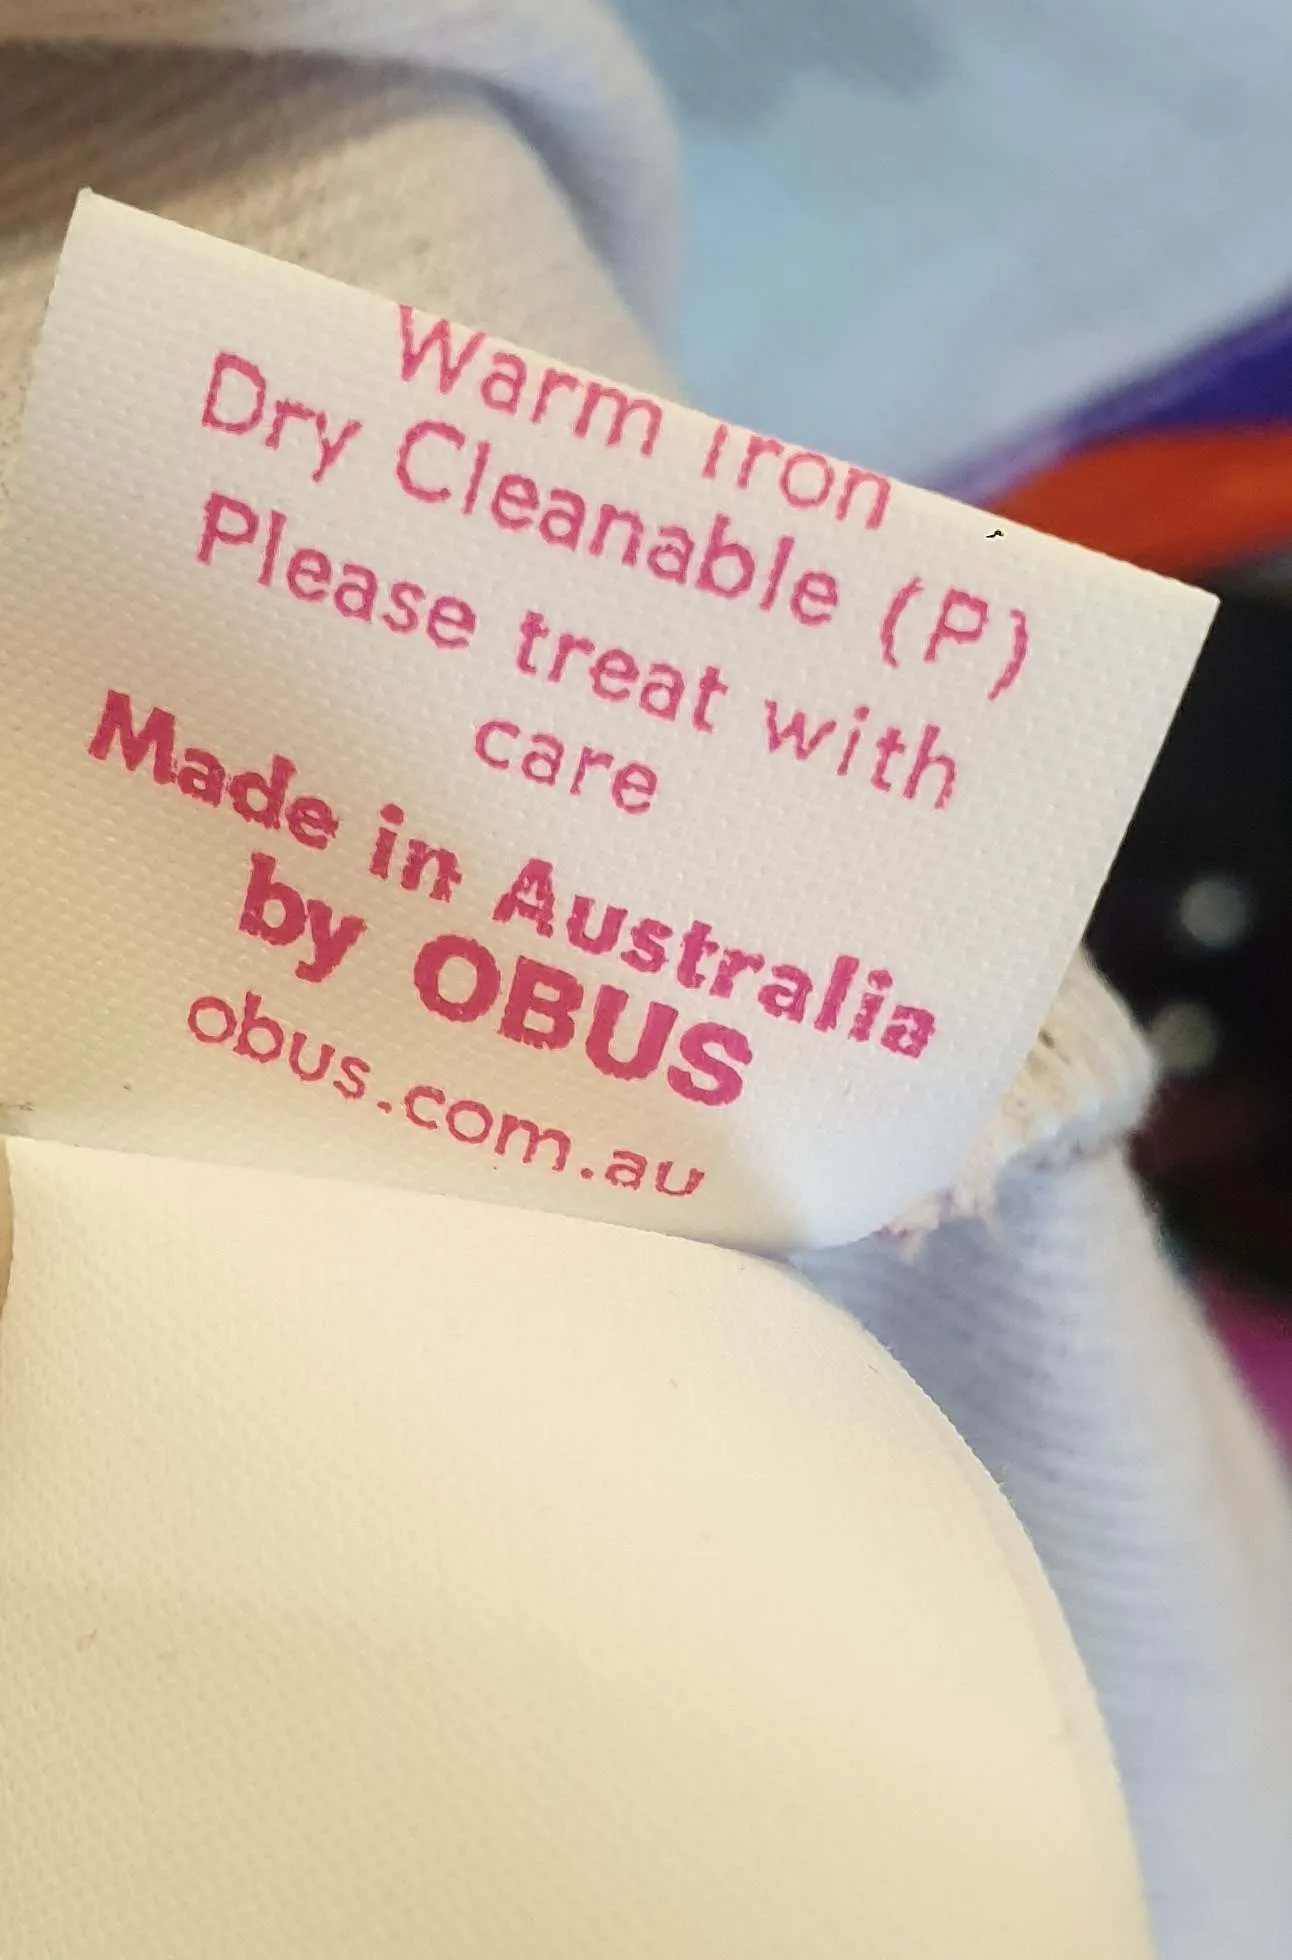 Warm Iron
Dry Cleanable (P)
Please treat with
care
Made in Australia
by OBUS
obus.com.au